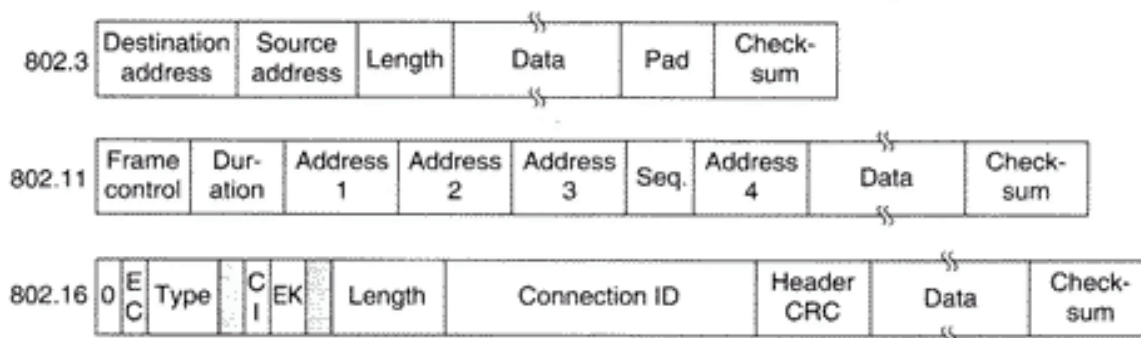 802.3 Destination address Source address Length Data Pad Check-sum
802.11 Frame control Dur-ation Address 1 Address 2 Address 3 Seq. Address 4 Data Check-sum
802.16 0 EC Type CI EK Length Connection ID Header CRC Data Check-sum